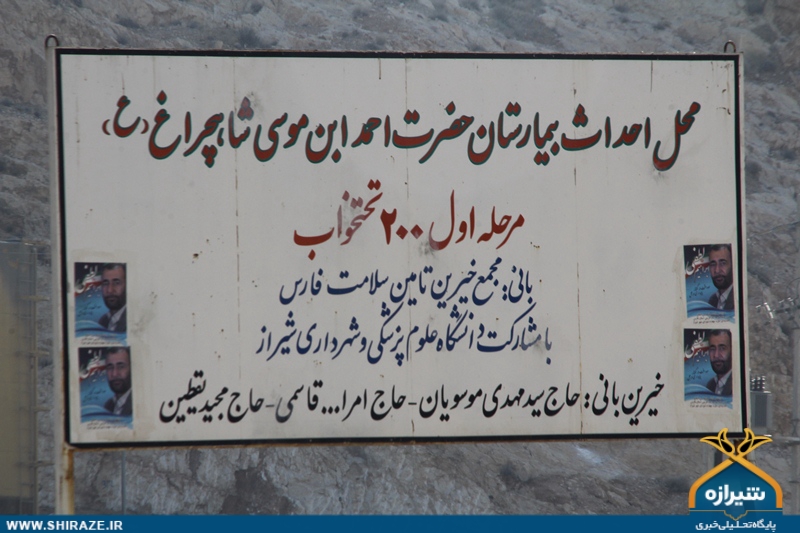 محل احداث بیمارستان حضرت احمد ابن موسی شاهچراغ (ع)
مرحله اول ۲۰۰ تختخواب
بانی: مجمع خیرین تامین سلامت فارس
با مشارکت دانشگاه علوم پزشکی و شهرداری شیراز
خیرین بانی: حاج سید مهدی موسویان - حاج امرا... قاسمی - حاج مجید یقطین
شیرازه
پایگاه تحلیلی خبری
WWW.SHIRAZE.IR